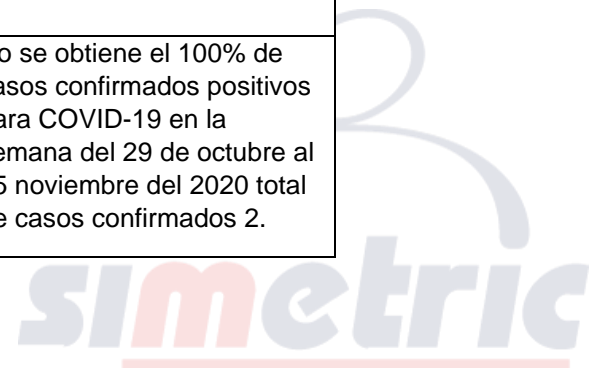 o se obtiene el 100% de
asos confirmados positivos
ara COVID-19 en la
emana del 29 de octubre al
5 noviembre del 2020 total
e casos confirmados 2.
simetric